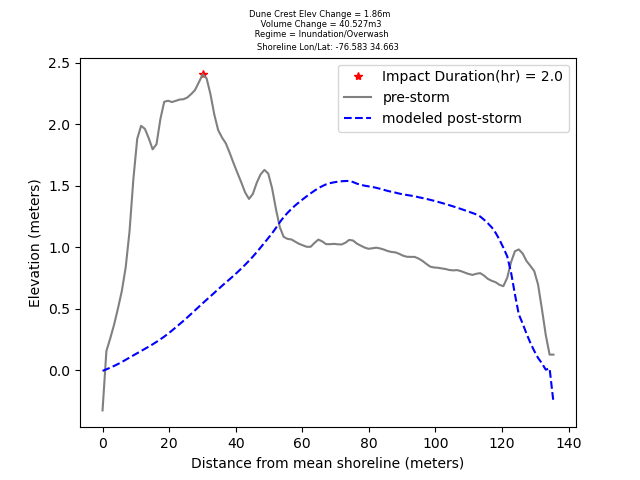 Dune Crest Elev Change = 1.86m
Volume Change = 40.527m3
Regime = Inundation/Overwash
Shoreline Lon/Lat: -76.583 34.663
Impact Duration(hr) = 2.0
pre-storm
modeled post-storm
Elevation (meters)
2.5
2.0
1.5
1.0
0.5
0.0
0 20 40 60 80 100 120 140
Distance from mean shoreline (meters)